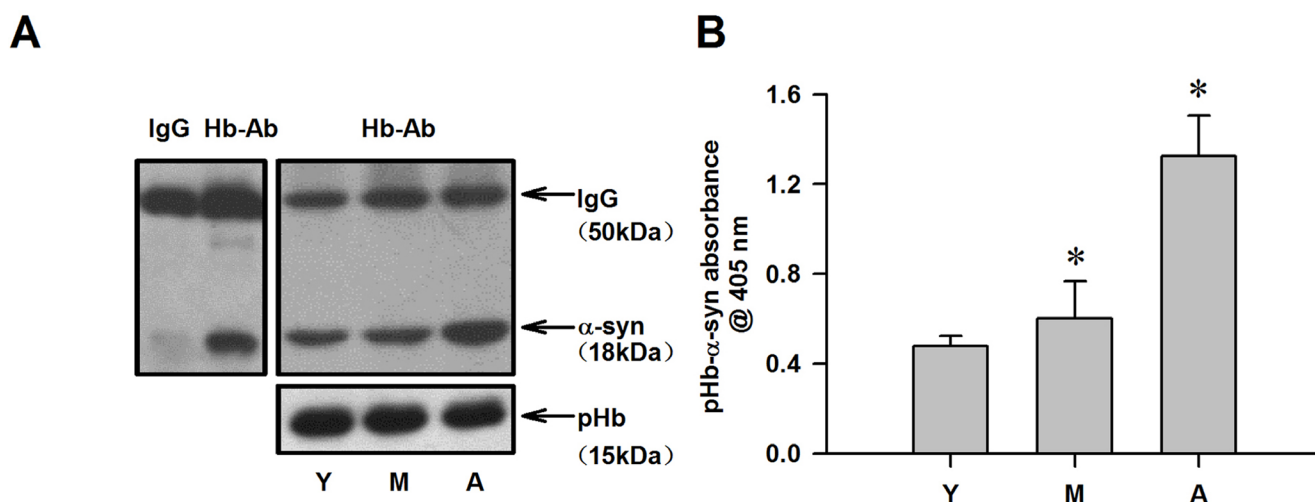 A
IgG Hb-Ab
Hb-Ab
IgG
（50kDa）
α-syn
（18kDa）
pHb
（15kDa）
Y M A
B
pHb-α-syn absorbance
@ 405 nm
1.6
1.2
0.8
0.4
0.0
*
*
Y M A